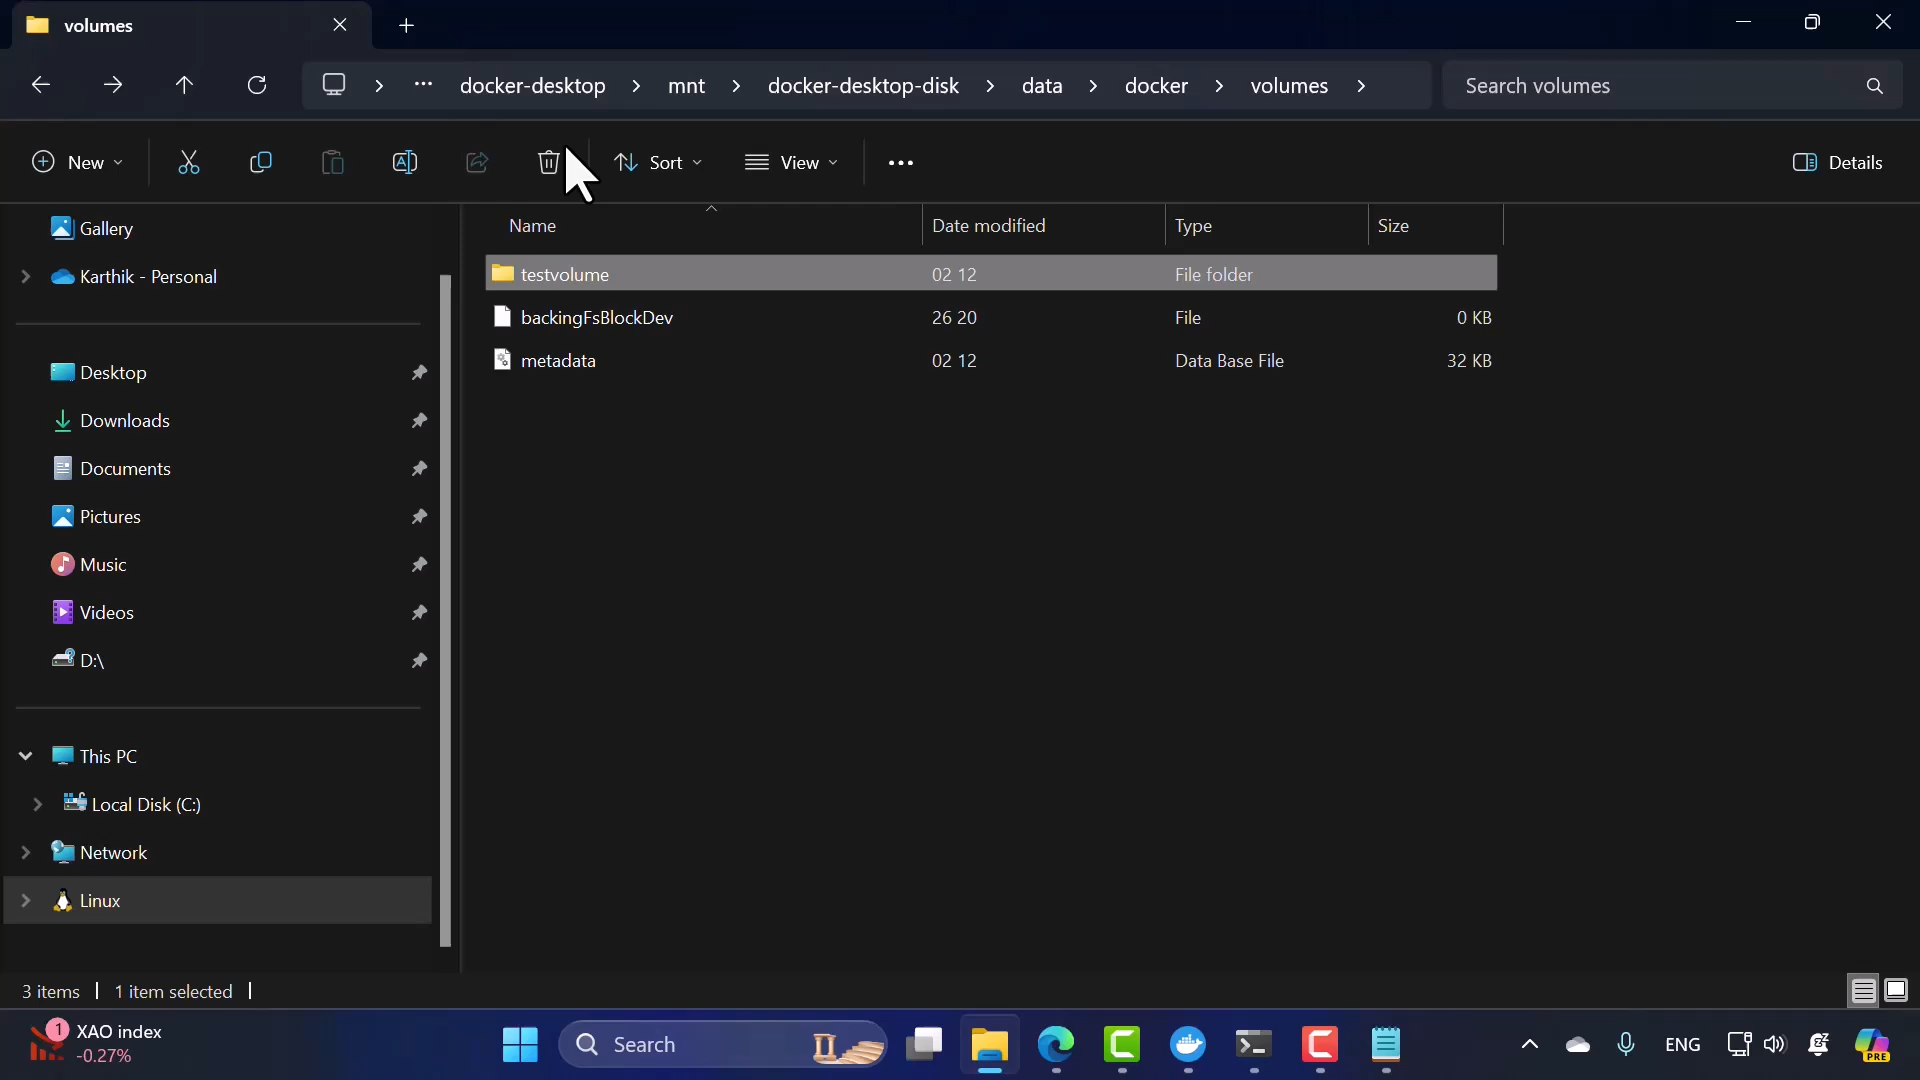 volumes
docker-desktop
mnt
docker-desktop-disk
data
docker
volumes
Search volumes
New
Sort
View
Details
Gallery
Karthik - Personal
Desktop
Downloads
Documents
Pictures
Music
Videos
D:\
This PC
Local Disk (C:)
Network
Linux
Name Date modified Type Size
testvolume 02 12 File folder
backingFsBlockDev 26 20 File 0 KB
metadata 02 12 Data Base File 32 KB
3 items 1 item selected
1
XAO index
-0.27%
Search
ENG
PRE